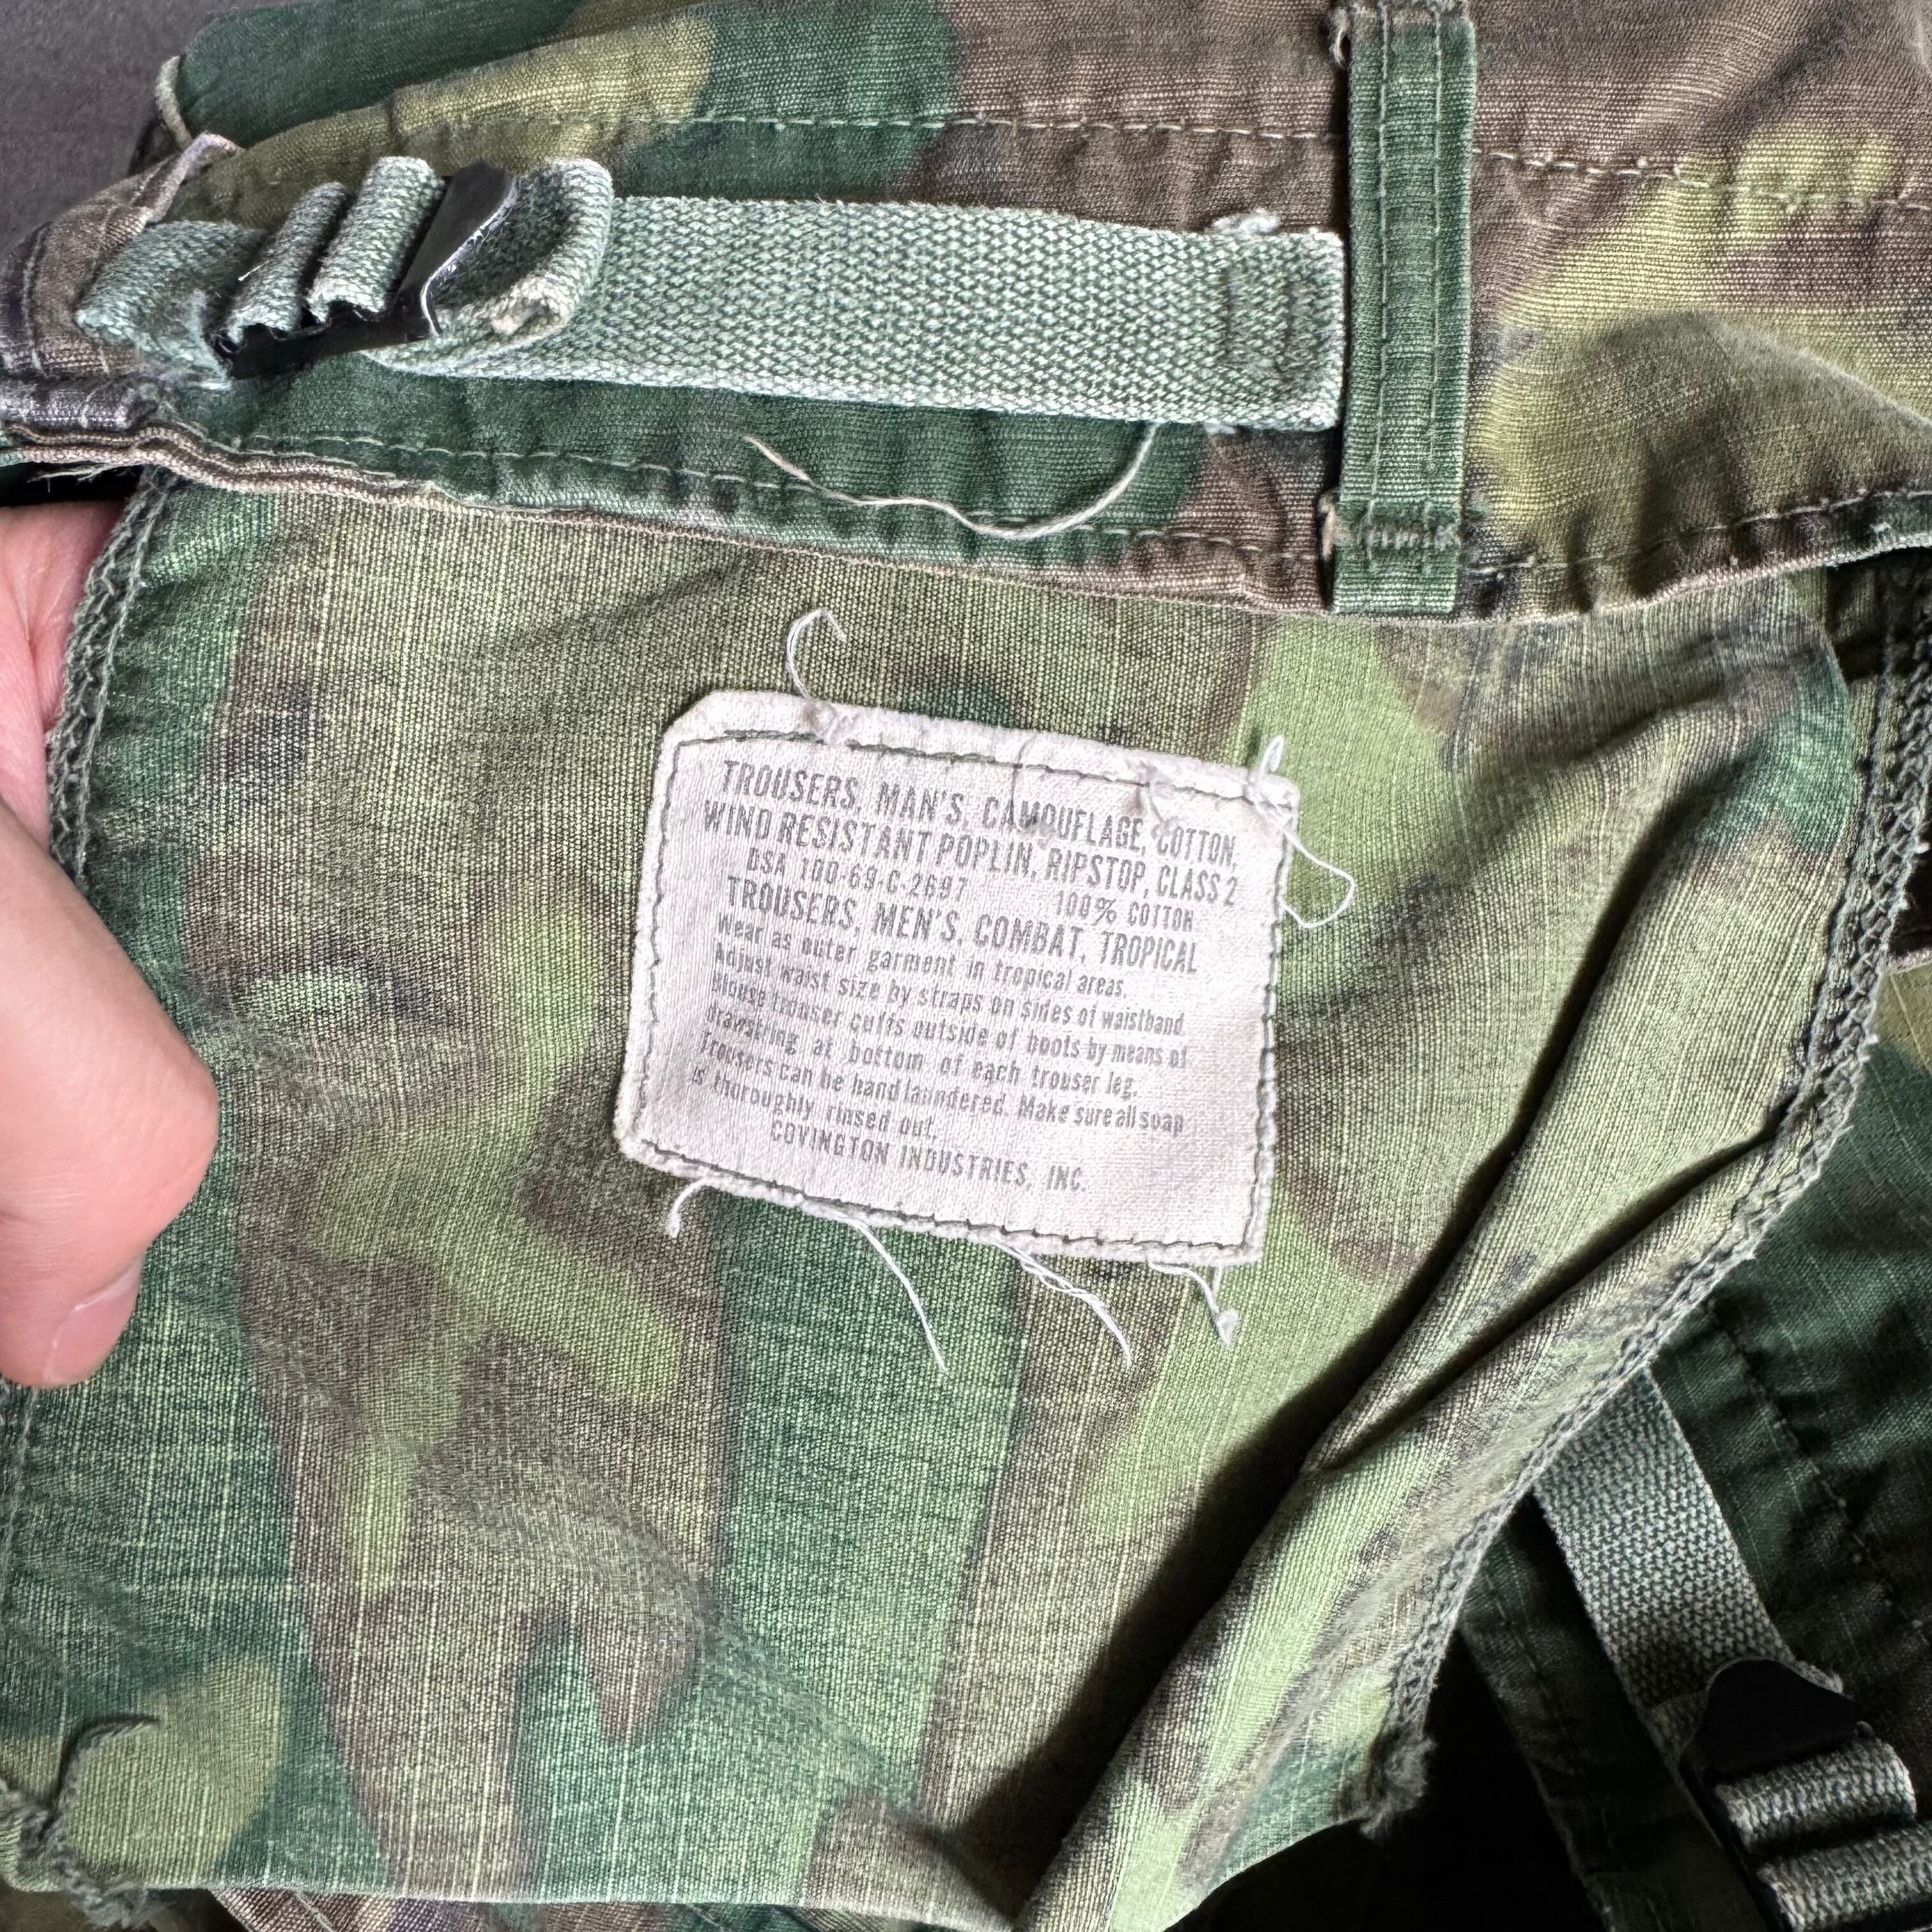 TROUSERS, MAN'S, CAMOUFLAGE, COTTON,
WIND RESISTANT POPLIN, RIPSTOP, CLASS 2
DSA 100-69-C-2697 100% COTTON
TROUSERS, MEN'S, COMBAT, TROPICAL
Wear as outer garment in tropical areas.
Adjust waist size by straps on sides of waistband
Blouse trouser cuffs outside of boots by means of
drawstring at bottom of each trouser leg.
Trousers can be hand laundered. Make sure all soap
is thoroughly rinsed out.
COVINGTON INDUSTRIES, INC.